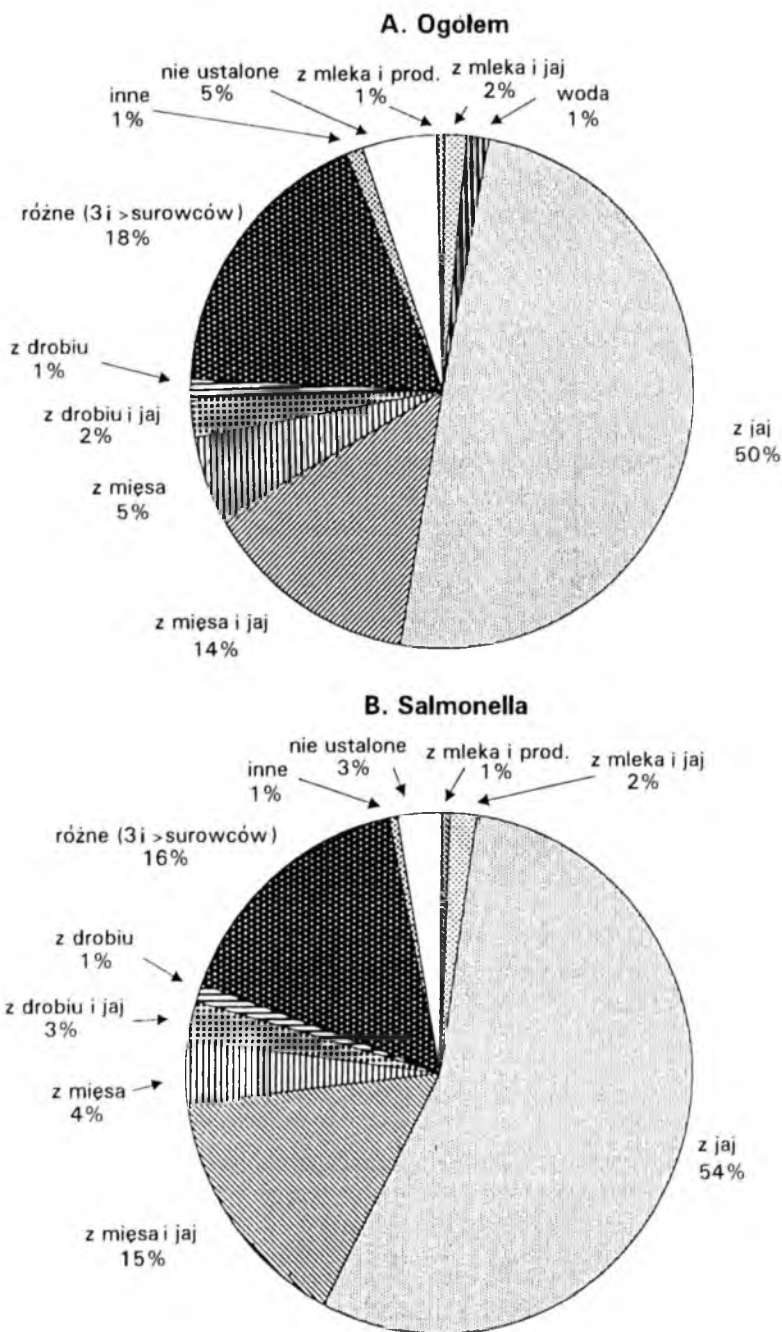 A. Ogółem
nie ustalone
5%
z mleka i prod.
1%
z mleka i jaj
2%
woda
1%
inne
1%
różne (3 i >surowców)
18%
z drobiu
1%
z drobiu i jaj
2%
z mięsa
5%
z mięsa i jaj
14%
z jaj
50%
B. Salmonella
nie ustalone
3%
z mleka i prod.
1%
z mleka i jaj
2%
inne
1%
różne (3 i >surowców)
16%
z drobiu
1%
z drobiu i jaj
3%
z mięsa
4%
z mięsa i jaj
15%
z jaj
54%